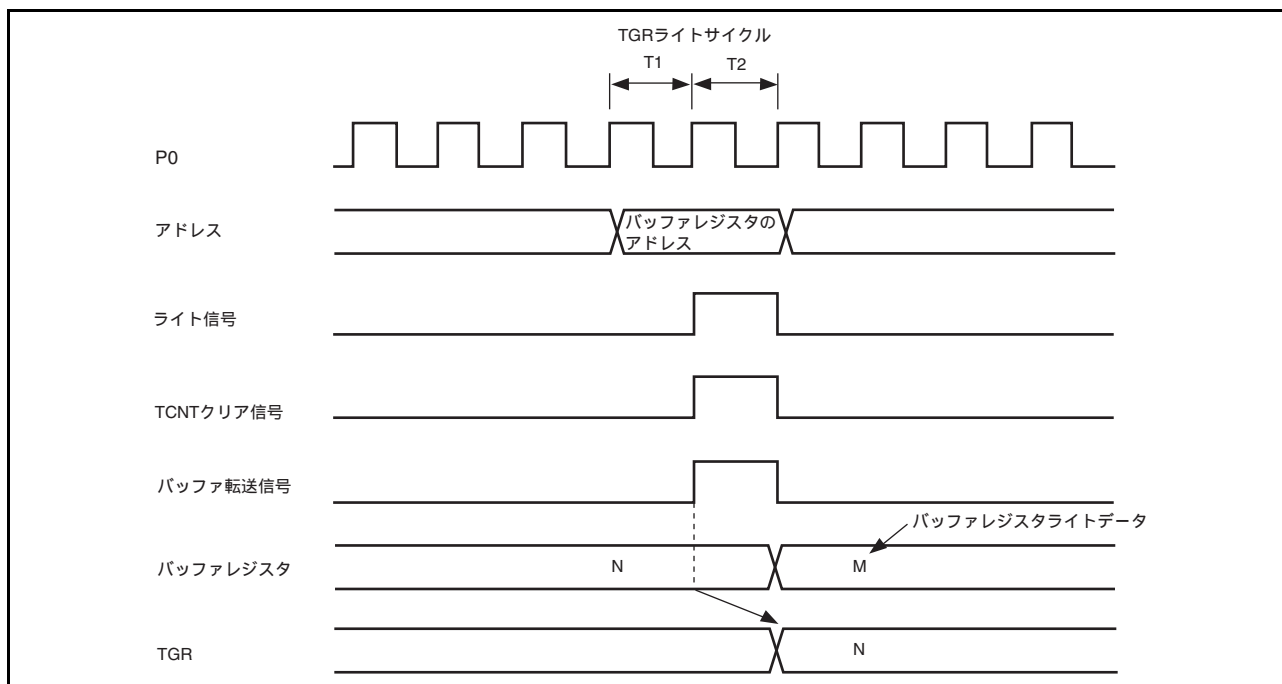 TGRライトサイクル
T1
T2
P0
アドレス
バッファレジスタの
アドレス
ライト信号
TCNTクリア信号
バッファ転送信号
バッファレジスタライトデータ
バッファレジスタ
N
M
TGR
N